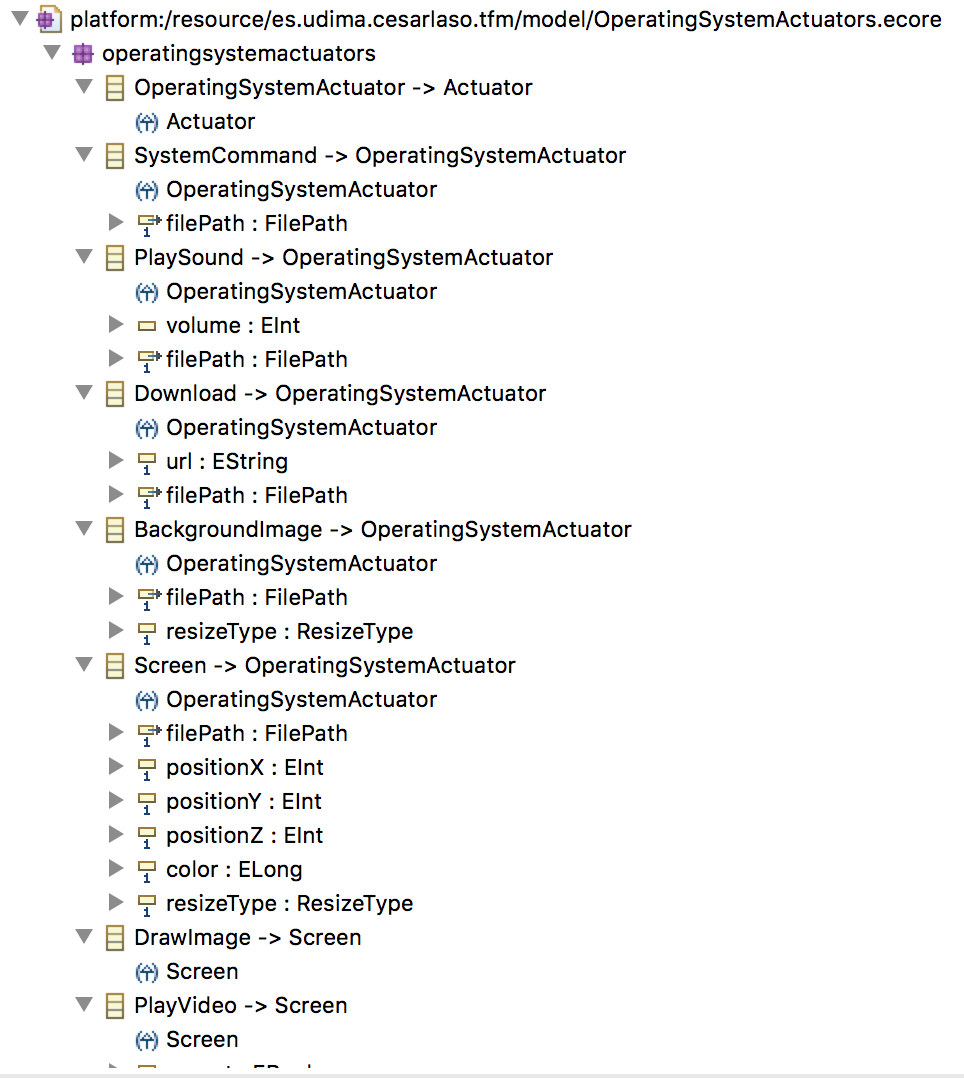 platform:/resource/es.udima.cesarlaso.tfm/model/OperatingSystemActuators.ecore
operatingsystemactuators
OperatingSystemActuator -> Actuator
Actuator
SystemCommand -> OperatingSystemActuator
OperatingSystemActuator
filePath : FilePath
PlaySound -> OperatingSystemActuator
OperatingSystemActuator
volume : EInt
filePath : FilePath
Download -> OperatingSystemActuator
OperatingSystemActuator
url : EString
filePath : FilePath
BackgroundImage -> OperatingSystemActuator
OperatingSystemActuator
filePath : FilePath
resizeType : ResizeType
Screen -> OperatingSystemActuator
OperatingSystemActuator
filePath : FilePath
positionX : EInt
positionY : EInt
positionZ : EInt
color : ELong
resizeType : ResizeType
DrawImage -> Screen
Screen
PlayVideo -> Screen
Screen